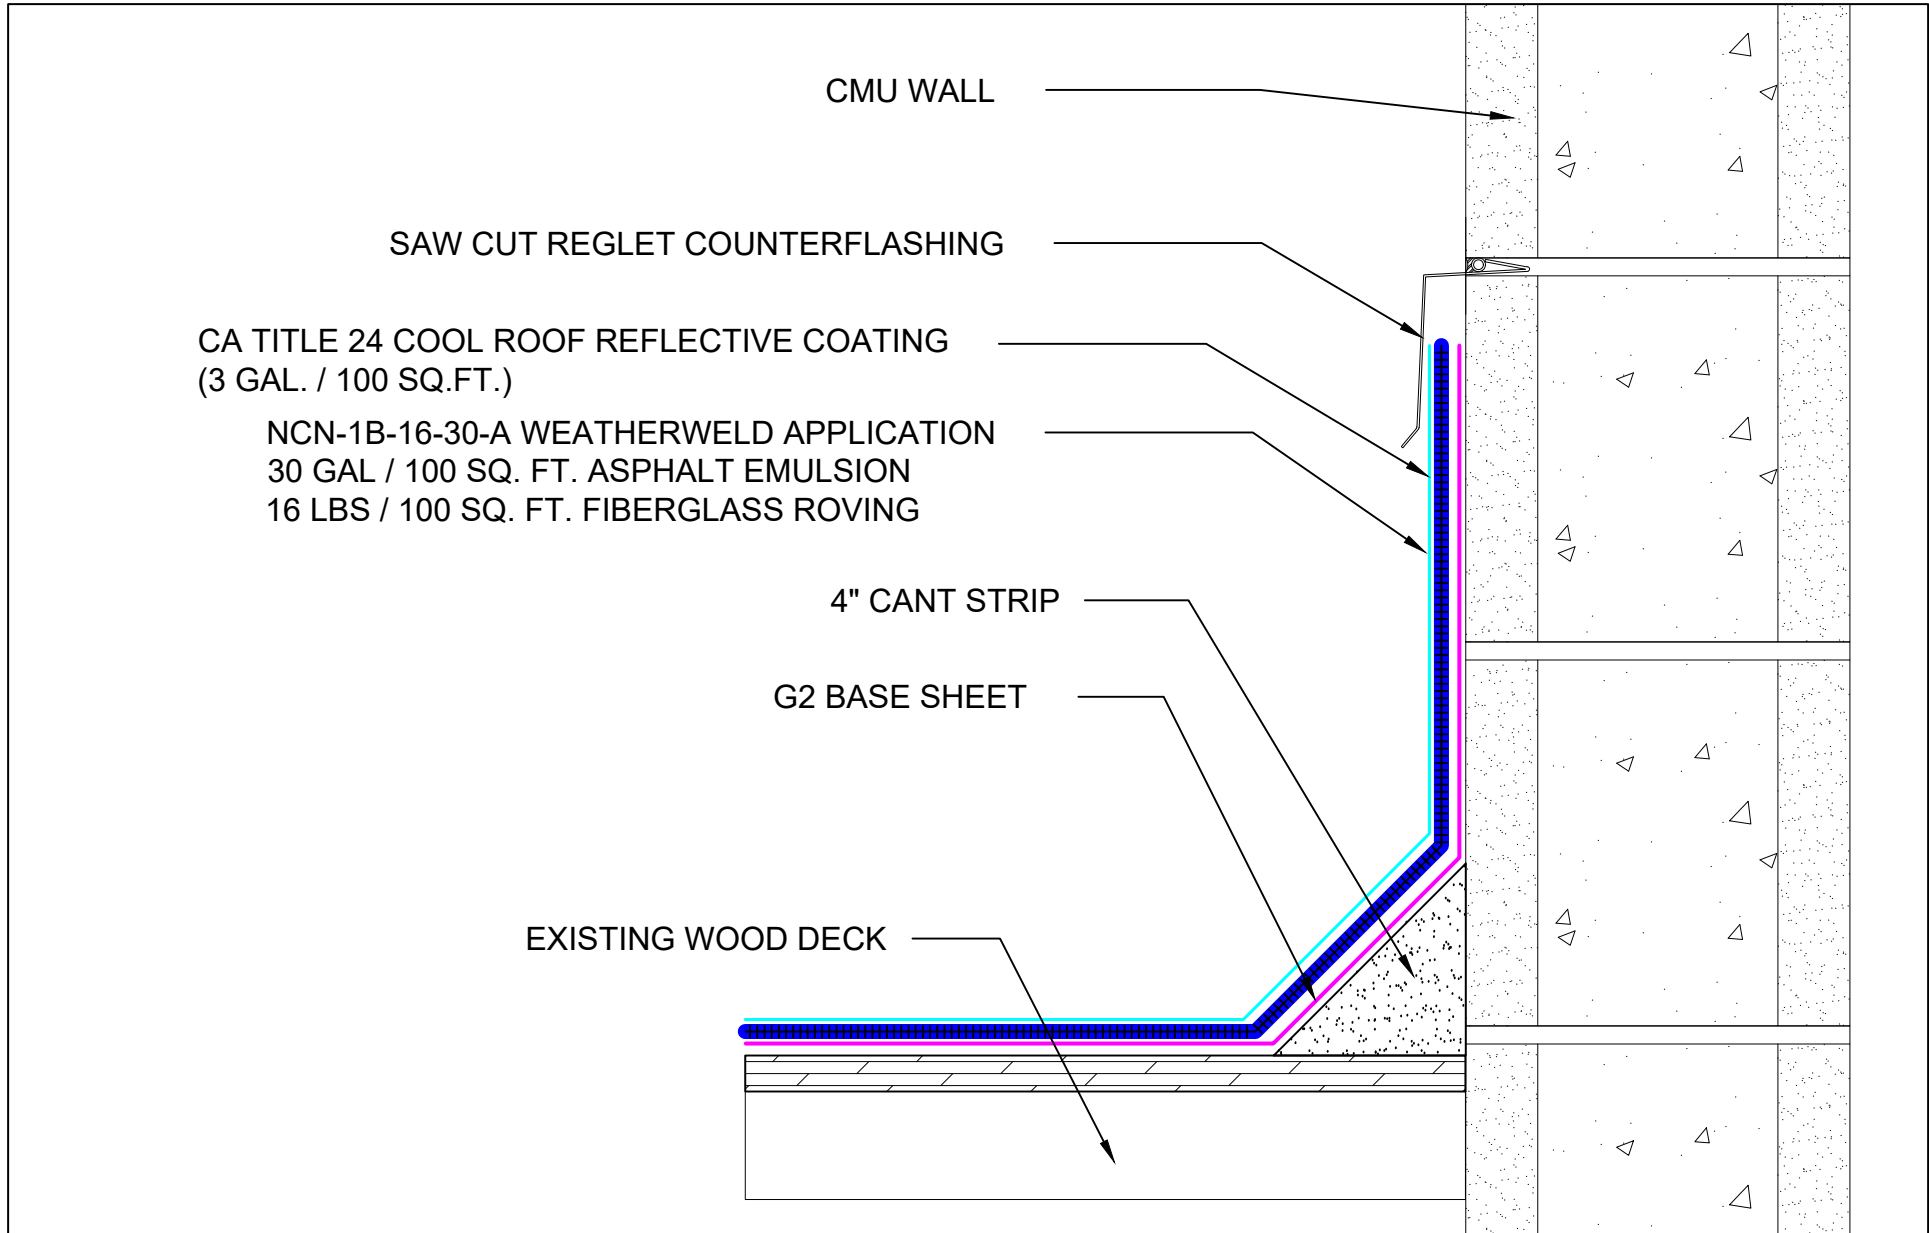 CMU WALL
SAW CUT REGLET COUNTERFLASHING
CA TITLE 24 COOL ROOF REFLECTIVE COATING
(3 GAL. / 100 SQ.FT.)
NCN-1B-16-30-A WEATHERWELD APPLICATION
30 GAL / 100 SQ. FT. ASPHALT EMULSION
16 LBS / 100 SQ. FT. FIBERGLASS ROVING
4" CANT STRIP
G2 BASE SHEET
EXISTING WOOD DECK